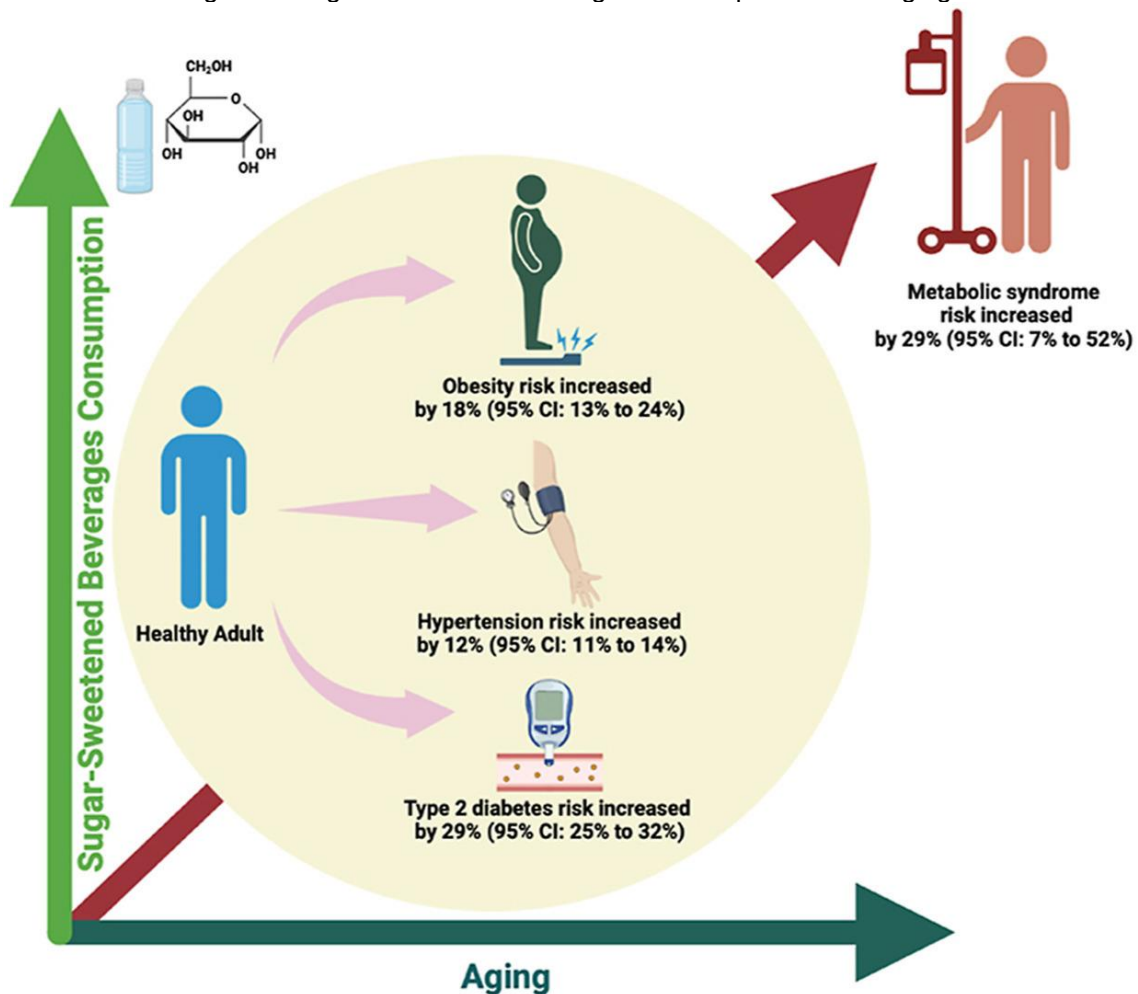 CH₂OH
O
OH
OH
OH
OH
Sugar-Sweetened Beverages Consumption
Metabolic syndrome
risk increased
by 29% (95% CI: 7% to 52%)
Obesity risk increased
by 18% (95% CI: 13% to 24%)
Healthy Adult
Hypertension risk increased
by 12% (95% CI: 11% to 14%)
Type 2 diabetes risk increased
by 29% (95% CI: 25% to 32%)
Aging